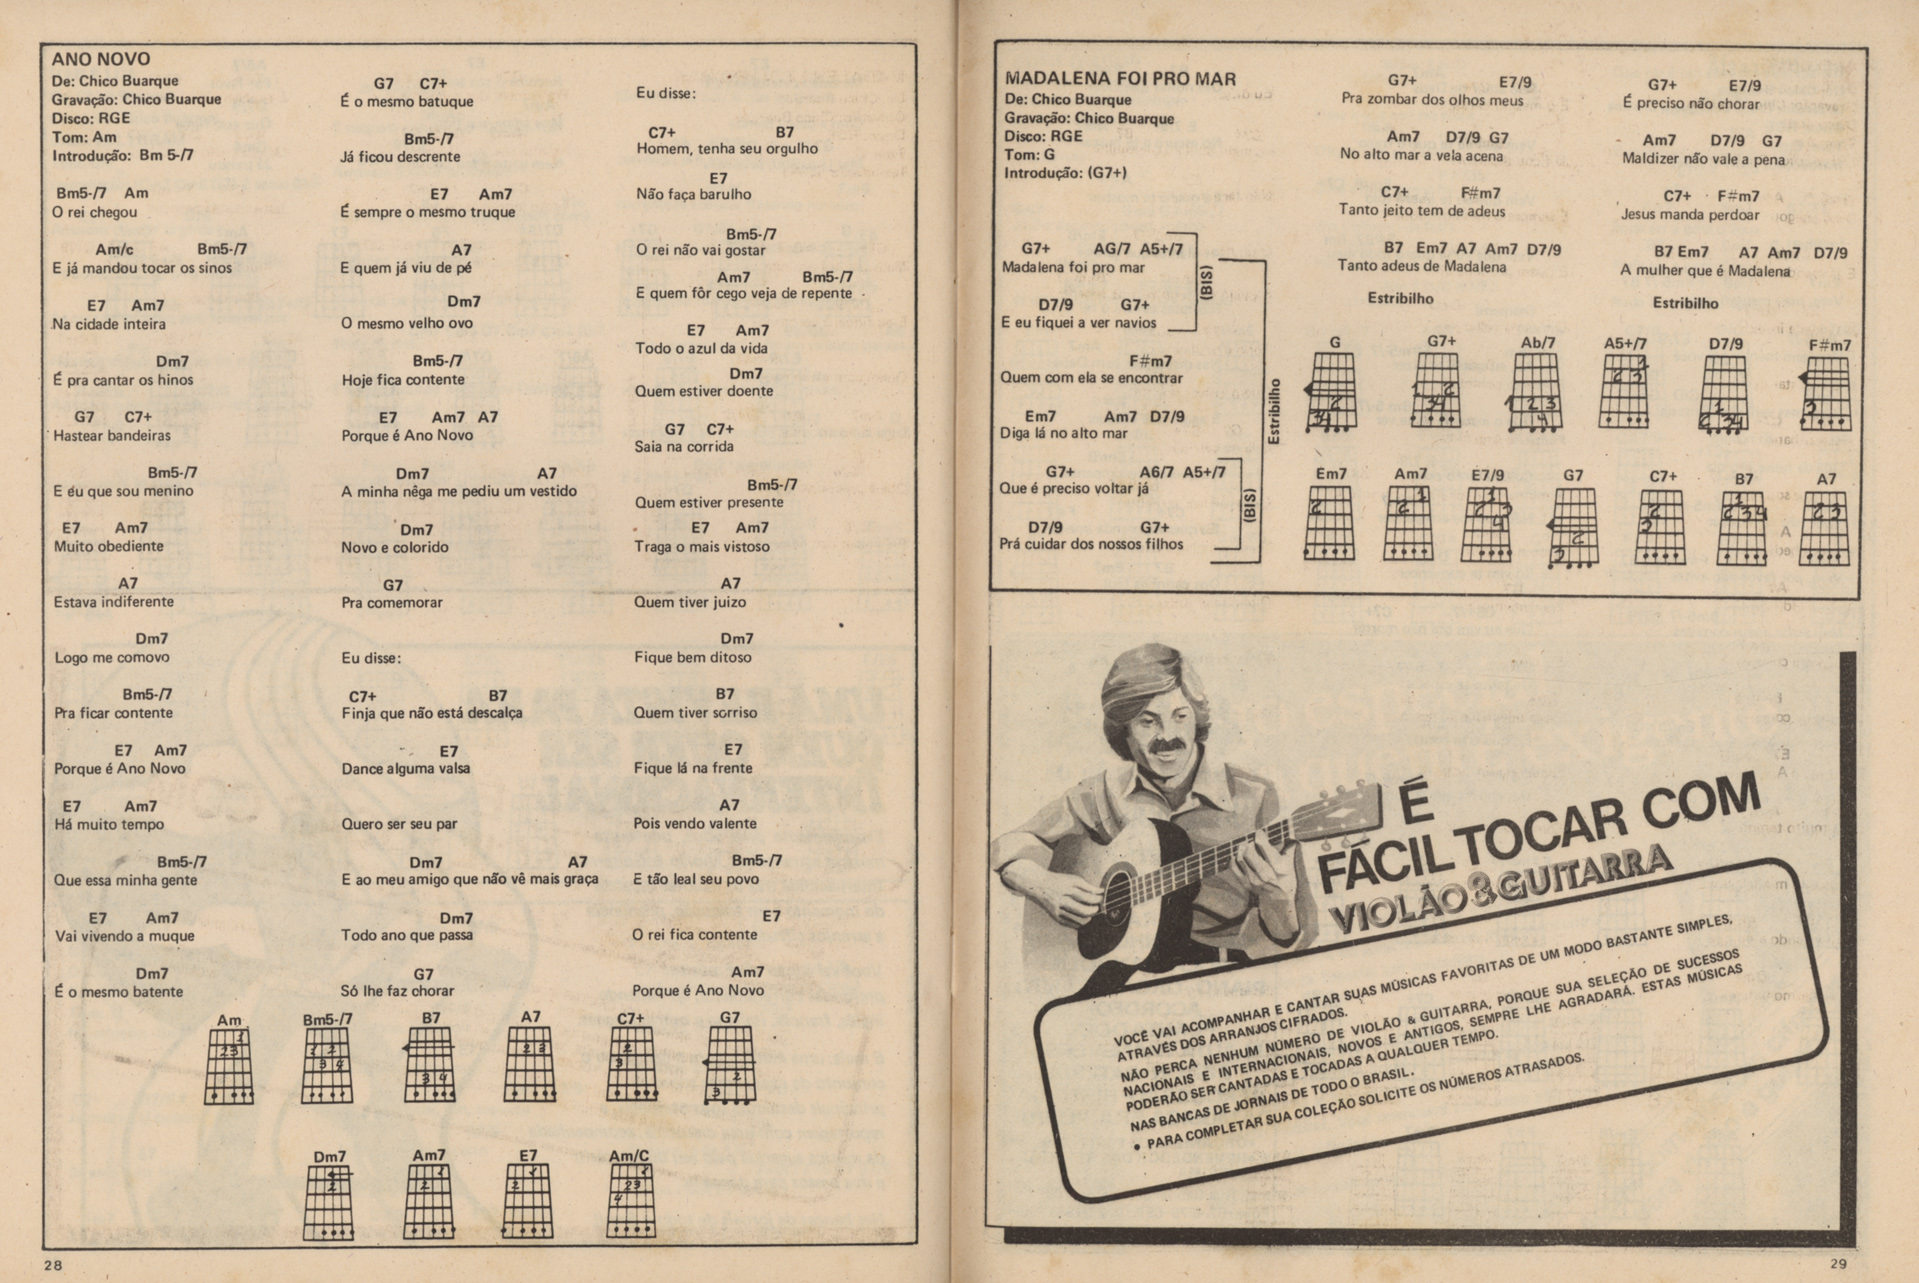 ANO NOVO
De: Chico Buarque
Gravação: Chico Buarque
Disco: RGE
Tom: Am
Introdução: Bm 5-/7
Bm5-/7 Am
O rei chegou
Am/c Bm5-/7
E já mandou tocar os sinos
E7 Am7
Na cidade inteira
Dm7
É pra cantar os hinos
G7 C7+
Hastear bandeiras
Bm5-/7
E eu que sou menino
E7 Am7
Muito obediente
A7
Estava indiferente
Dm7
Logo me comovo
Bm5-/7
Pra ficar contente
E7 Am7
Porque é Ano Novo
E7 Am7
Há muito tempo
Bm5-/7
Que essa minha gente
E7 Am7
Vai vivendo a muque
Dm7
É o mesmo batente
G7 C7+
É o mesmo batuque
Bm5-/7
Já ficou descrente
E7 Am7
É sempre o mesmo truque
A7
E quem já viu de pé
Dm7
O mesmo velho ovo
Bm5-/7
Hoje fica contente
E7 Am7 A7
Porque é Ano Novo
Dm7 A7
A minha nêga me pediu um vestido
Dm7
Novo e colorido
G7
Pra comemorar
Eu disse:
C7+ B7
Finja que não está descalça
E7
Dance alguma valsa
Quero ser seu par
Dm7 A7
E ao meu amigo que não vê mais graça
Dm7
Todo ano que passa
G7
Só lhe faz chorar
Eu disse:
C7+ B7
Homem, tenha seu orgulho
E7
Não faça barulho
Bm5-/7
O rei não vai gostar
Am7 Bm5-/7
E quem fôr cego veja de repente
E7 Am7
Todo o azul da vida
Dm7
Quem estiver doente
G7 C7+
Saia na corrida
Bm5-/7
Quem estiver presente
E7 Am7
Traga o mais vistoso
A7
Quem tiver juizo
Dm7
Fique bem ditoso
B7
Quem tiver sorriso
E7
Fique lá na frente
A7
Pois vendo valente
Bm5-/7
E tão leal seu povo
E7
O rei fica contente
Am7
Porque é Ano Novo
Am Bm5-/7 B7 A7 C7+ G7
Dm7 Am7 E7 Am/C
28
MADALENA FOI PRO MAR
De: Chico Buarque
Gravação: Chico Buarque
Disco: RGE
Tom: G
Introdução: (G7+)
G7+ AG/7 A5+/7
Madalena foi pro mar
D7/9 G7+
E eu fiquei a ver navios
(BIS)
F#m7
Quem com ela se encontrar
Em7 Am7 D7/9
Diga lá no alto mar
G7+ A6/7 A5+/7
Que é preciso voltar já
D7/9 G7+
Prá cuidar dos nossos filhos
(BIS)
Estribilho
G7+ E7/9
Pra zombar dos olhos meus
Am7 D7/9 G7
No alto mar a vela acena
C7+ F#m7
Tanto jeito tem de adeus
B7 Em7 A7 Am7 D7/9
Tanto adeus de Madalena
Estribilho
G7+ E7/9
É preciso não chorar
Am7 D7/9 G7
Maldizer não vale a pena
C7+ F#m7
Jesus manda perdoar
B7 Em7 A7 Am7 D7/9
A mulher que é Madalena
Estribilho
G G7+ Ab/7 A5+/7 D7/9 F#m7
Em7 Am7 E7/9 G7 C7+ B7 A7
É
FÁCIL TOCAR COM
VIOLÃO & GUITARRA
VOCÊ VAI ACOMPANHAR E CANTAR SUAS MÚSICAS FAVORITAS DE UM MODO BASTANTE SIMPLES,
ATRAVÉS DOS ARRANJOS CIFRADOS.
NÃO PERCA NENHUM NÚMERO DE VIOLÃO & GUITARRA, PORQUE SUA SELEÇÃO DE SUCESSOS
NACIONAIS E INTERNACIONAIS, NOVOS E ANTIGOS, SEMPRE LHE AGRADARÁ. ESTAS MÚSICAS
PODERÃO SER CANTADAS E TOCADAS A QUALQUER TEMPO.
NAS BANCAS DE JORNAIS DE TODO O BRASIL.
• PARA COMPLETAR SUA COLEÇÃO SOLICITE OS NÚMEROS ATRASADOS.
29